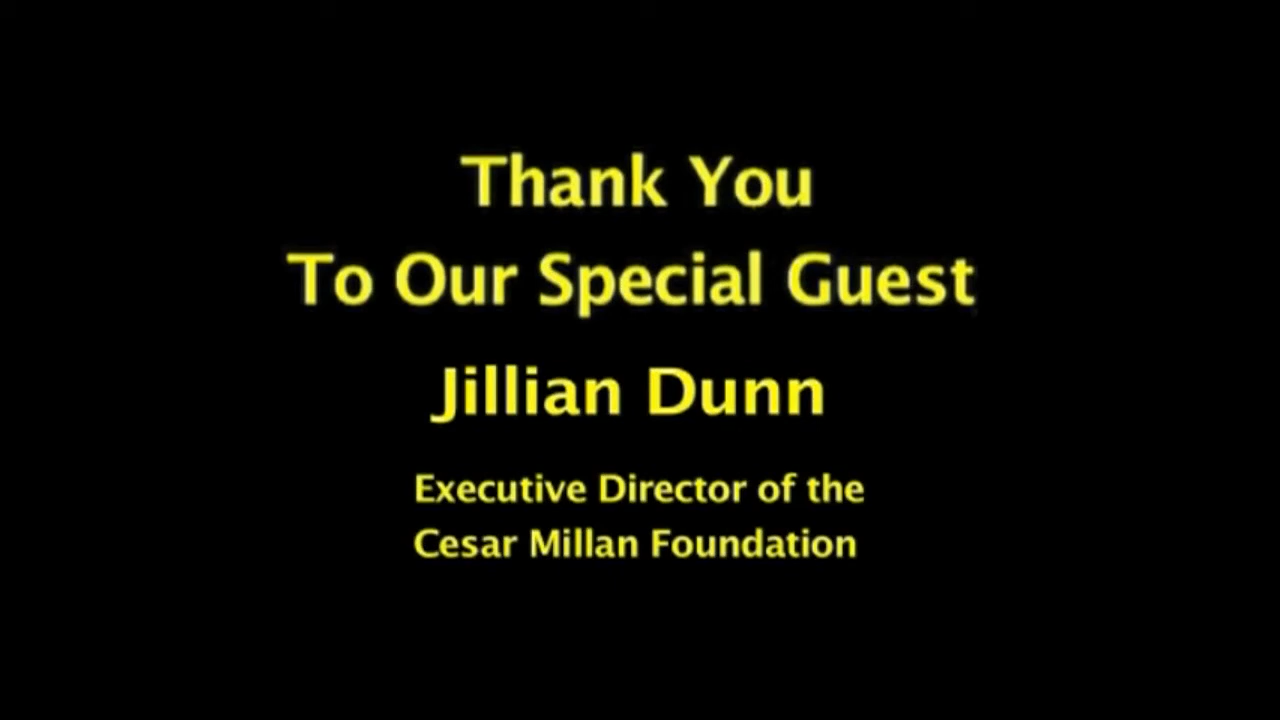 Thank You
To Our Special Guest
Jillian Dunn
Executive Director of the
Cesar Millan Foundation